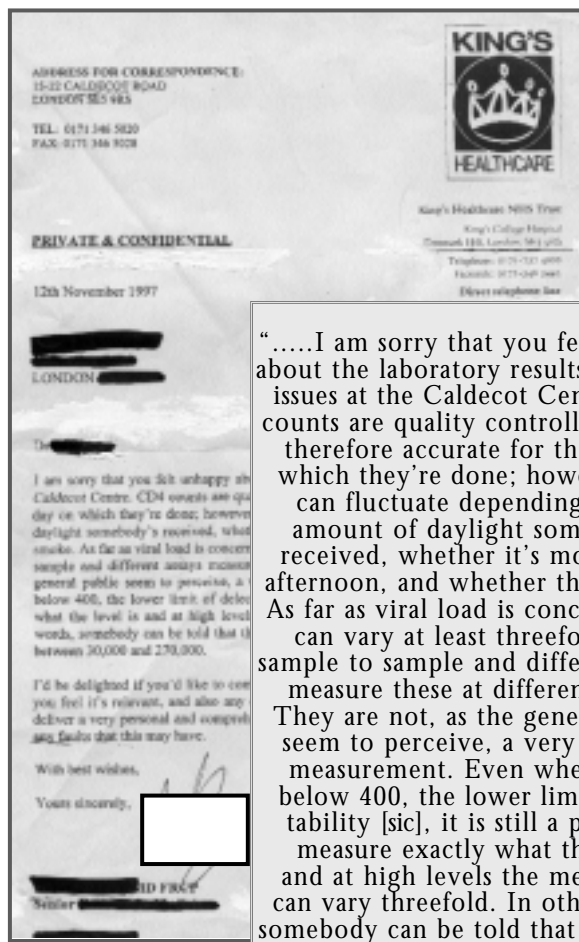 KING'S
HEALTHCARE
ADDRESS FOR CORRESPONDENCE:
15-22 CALDECOT ROAD
LONDON SE5 9RS
TEL: 0171 346 5020
FAX: 0171 346 5028
King's Healthcare NHS Trust
King's College Hospital
Denmark Hill, London,
Direct telephone line
PRIVATE & CONFIDENTIAL
12th November 1997
LONDON
I am sorry that you felt unhappy ab
Caldecot Centre. CD4 counts are qu
day on which they're done; however
daylight somebody's received, whet
smoke. As far as viral load is concern
sample and different assays measur
general public seem to perceive, a v
below 400, the lower limit of detec
what the level is and at high level
words, somebody can be told that th
between 30,000 and 270,000.
I'd be delighted if you'd like to com
you feel it's relevant, and also any
deliver a very personal and compreh
any faults that this may have.
With best wishes,
Yours sincerely,
FRCP
Senior
“.....I am sorry that you fe
about the laboratory results
issues at the Caldecot Cen
counts are quality controll
therefore accurate for th
which they're done; howe
can fluctuate depending
amount of daylight som
received, whether it's mo
afternoon, and whether th
As far as viral load is conc
can vary at least threefo
sample to sample and diffe
measure these at differen
They are not, as the gene
seem to perceive, a very
measurement. Even whe
below 400, the lower lim
tability [sic], it is still a p
measure exactly what th
and at high levels the me
can vary threefold. In oth
somebody can be told that